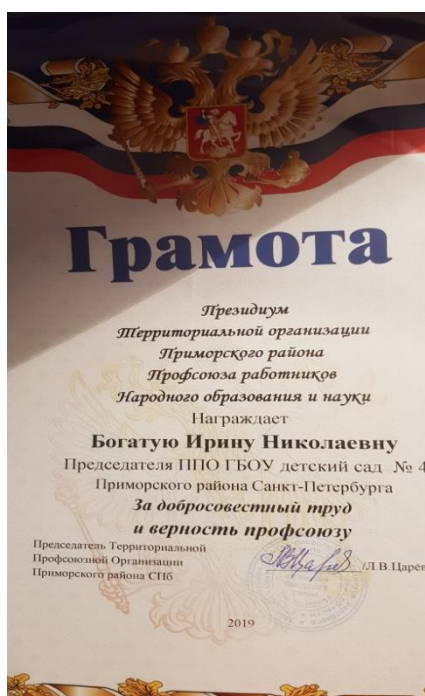 Грамота
Президиум
Территориальной организации
Приморского района
Профсоюза работников
Народного образования и науки
Награждает
Богатую Ирину Николаевну
Председателя ППО ГБОУ детский сад № 4
Приморского района Санкт-Петербурга
За добросовестный труд
и верность профсоюзу
Председатель Территориальной
Профсоюзной Организации
Приморского района СПб
/Л.В.Царев
2019